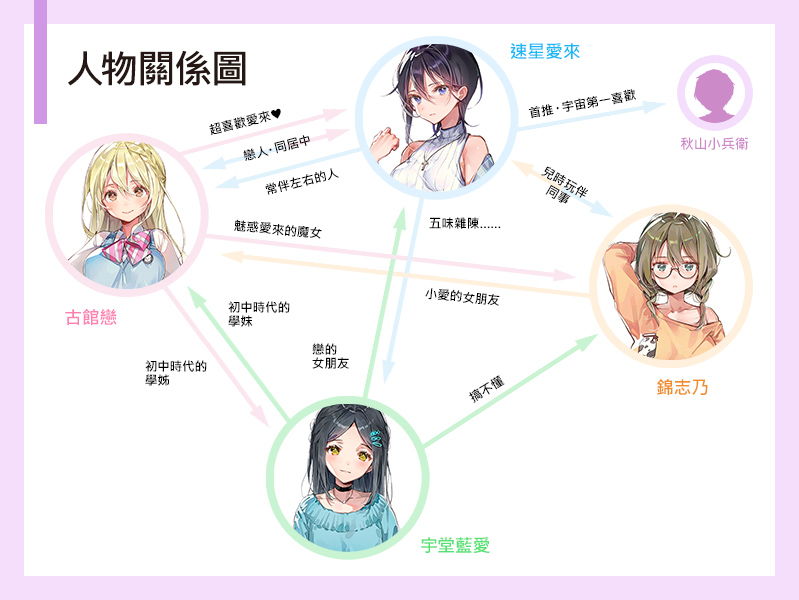 人物關係圖
速星愛來
首推・宇宙第一喜歡
秋山小兵衛
超喜歡愛來♥
戀人・同居中
常伴左右的人
兒時玩伴
同事
魅惑愛來的魔女
五味雜陳......
小愛的女朋友
古館戀
初中時代的
學妹
初中時代的
學姊
戀的
女朋友
搞不懂
錦志乃
宇堂藍愛